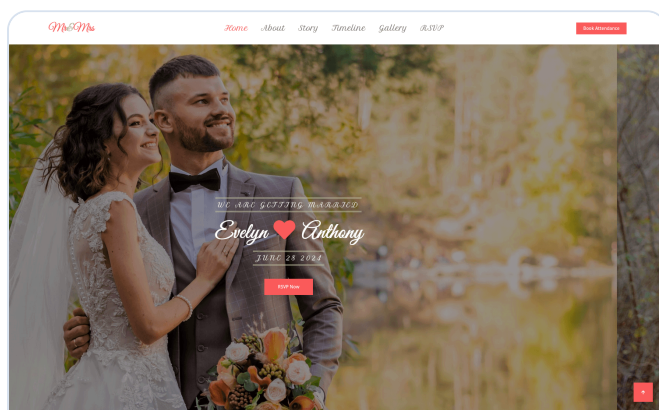 Mr&Mrs
Home About Story Timeline Gallery RSVP
Book Attendance
WE ARE GETTING MARRIED
Evelyn Anthony
JUNE 28 2024
RSVP Now